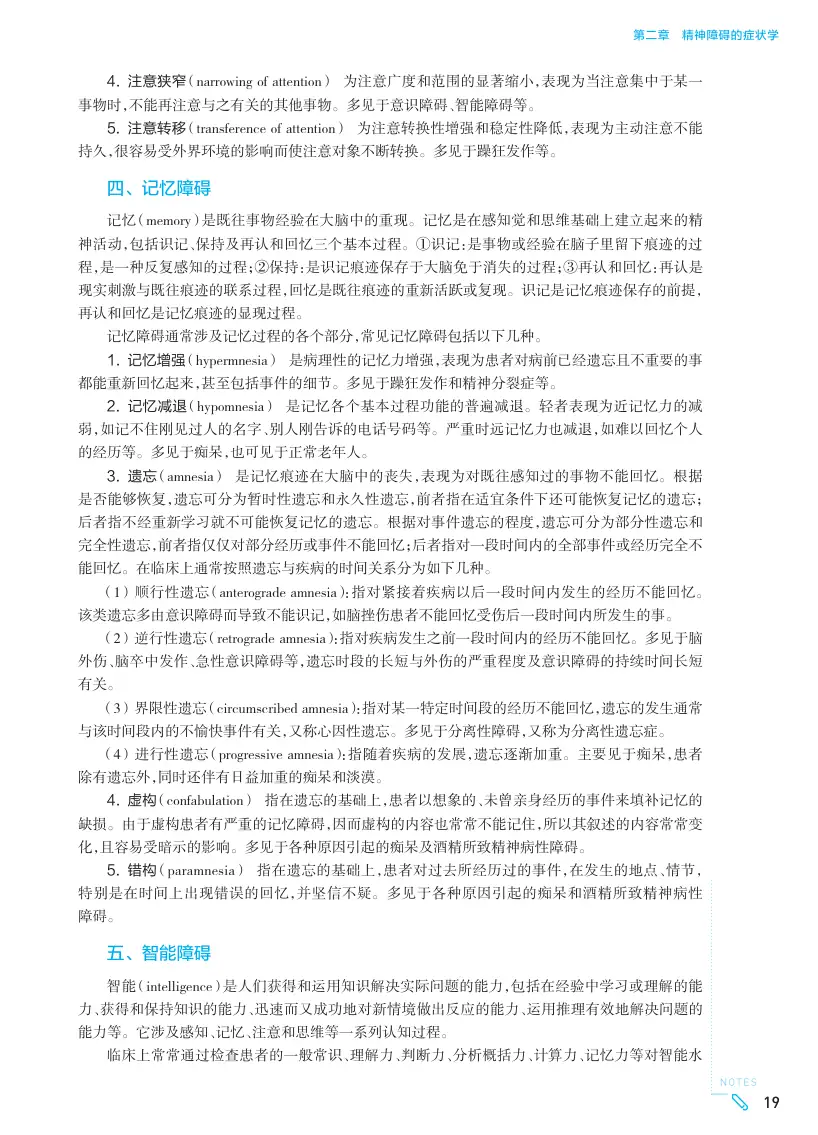 第二章 精神障碍的症状学
4. 注意狭窄(narrowing of attention) 为注意广度和范围的显著缩小,表现为当注意集中于某一
事物时,不能再注意与之有关的其他事物。多见于意识障碍、智能障碍等。
5. 注意转移(transference of attention) 为注意转换性增强和稳定性降低,表现为主动注意不能
持久,很容易受外界环境的影响而使注意对象不断转换。多见于躁狂发作等。
四、记忆障碍
记忆(memory)是既往事物经验在大脑中的重现。记忆是在感知觉和思维基础上建立起来的精
神活动,包括识记、保持及再认和回忆三个基本过程。①识记:是事物或经验在脑子里留下痕迹的过
程,是一种反复感知的过程;②保持:是识记痕迹保存于大脑免于消失的过程;③再认和回忆:再认是
现实刺激与既往痕迹的联系过程,回忆是既往痕迹的重新活跃或复现。识记是记忆痕迹保存的前提,
再认和回忆是记忆痕迹的显现过程。
记忆障碍通常涉及记忆过程的各个部分,常见记忆障碍包括以下几种。
1. 记忆增强(hypermnesia) 是病理性的记忆力增强,表现为患者对病前已经遗忘且不重要的事
都能重新回忆起来,甚至包括事件的细节。多见于躁狂发作和精神分裂症等。
2. 记忆减退(hypomnesia) 是记忆各个基本过程功能的普遍减退。轻者表现为近记忆力的减
弱,如记不住刚见过人的名字、别人刚告诉的电话号码等。严重时远记忆力也减退,如难以回忆个人
的经历等。多见于痴呆,也可见于正常老年人。
3. 遗忘(amnesia) 是记忆痕迹在大脑中的丧失,表现为对既往感知过的事物不能回忆。根据
是否能够恢复,遗忘可分为暂时性遗忘和永久性遗忘,前者指在适宜条件下还可能恢复记忆的遗忘;
后者指不经重新学习就不可能恢复记忆的遗忘。根据对事件遗忘的程度,遗忘可分为部分性遗忘和
完全性遗忘,前者指仅仅对部分经历或事件不能回忆;后者指对一段时间内的全部事件或经历完全不
能回忆。在临床上通常按照遗忘与疾病的时间关系分为如下几种。
(1)顺行性遗忘(anterograde amnesia):指对紧接着疾病以后一段时间内发生的经历不能回忆。
该类遗忘多由意识障碍而导致不能识记,如脑挫伤患者不能回忆受伤后一段时间内所发生的事。
(2)逆行性遗忘(retrograde amnesia):指对疾病发生之前一段时间内的经历不能回忆。多见于脑
外伤、脑卒中发作、急性意识障碍等,遗忘时段的长短与外伤的严重程度及意识障碍的持续时间长短
有关。
(3)界限性遗忘(circumscribed amnesia):指对某一特定时间段的经历不能回忆,遗忘的发生通常
与该时间段内的不愉快事件有关,又称心因性遗忘。多见于分离性障碍,又称为分离性遗忘症。
(4)进行性遗忘(progressive amnesia):指随着疾病的发展,遗忘逐渐加重。主要见于痴呆,患者
除有遗忘外,同时还伴有日益加重的痴呆和淡漠。
4. 虚构(confabulation) 指在遗忘的基础上,患者以想象的、未曾亲身经历的事件来填补记忆的
缺损。由于虚构患者有严重的记忆障碍,因而虚构的内容也常常不能记住,所以其叙述的内容常常变
化,且容易受暗示的影响。多见于各种原因引起的痴呆及酒精所致精神病性障碍。
5. 错构(paramnesia) 指在遗忘的基础上,患者对过去所经历过的事件,在发生的地点、情节,
特别是在时间上出现错误的回忆,并坚信不疑。多见于各种原因引起的痴呆和酒精所致精神病性
障碍。
五、智能障碍
智能(intelligence)是人们获得和运用知识解决实际问题的能力,包括在经验中学习或理解的能
力、获得和保持知识的能力、迅速而又成功地对新情境做出反应的能力、运用推理有效地解决问题的
能力等。它涉及感知、记忆、注意和思维等一系列认知过程。
临床上常常通过检查患者的一般常识、理解力、判断力、分析概括力、计算力、记忆力等对智能水
NOTES
19